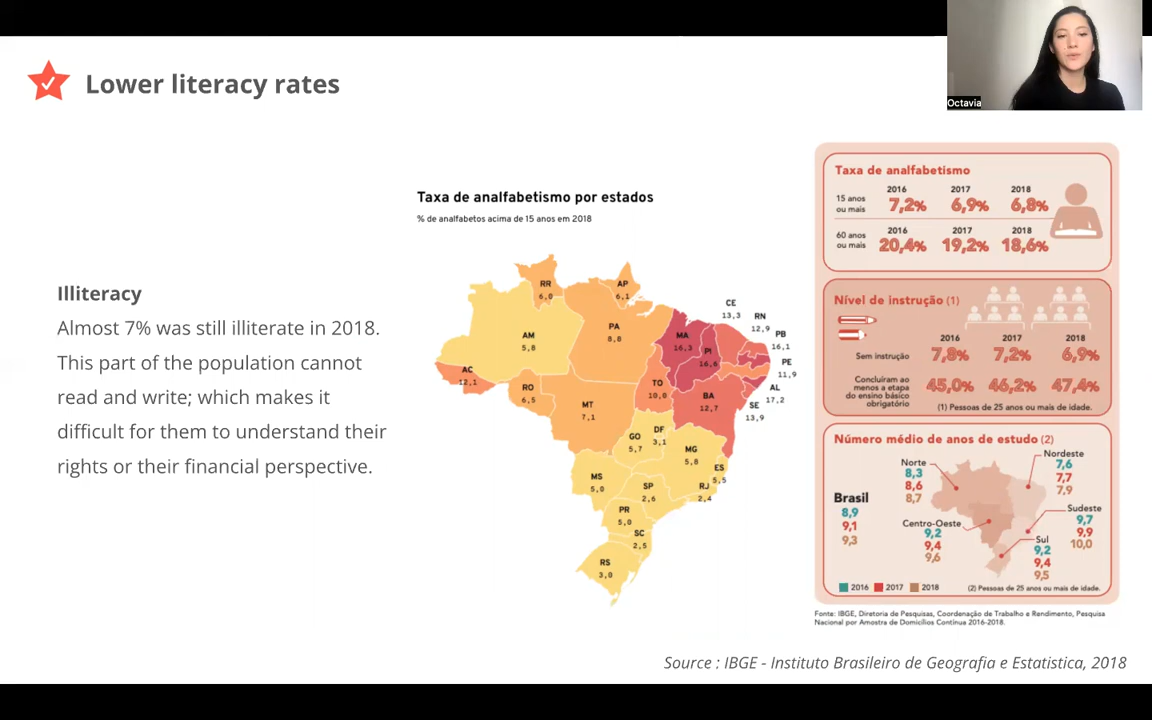 Octavia
Lower literacy rates
Illiteracy
Almost 7% was still illiterate in 2018.
This part of the population cannot
read and write; which makes it
difficult for them to understand their
rights or their financial perspective.
Taxa de analfabetismo por estados
% de analfabetos acima de 15 anos em 2018
RR
6,0
AP
6,1
AM
5,8
PA
8,8
MA
16,3
PI
16,6
CE
13,3
RN
12,9
PB
16,1
PE
11,9
AL
17,2
SE
13,9
AC
12,1
RO
6,5
MT
7,1
TO
10,0
BA
12,7
GO
5,7
DF
3,1
MG
5,8
ES
5,5
MS
5,0
SP
2,6
RJ
2,4
PR
5,0
SC
2,5
RS
3,0
Taxa de analfabetismo
2016 2017 2018
15 anos
ou mais
7,2% 6,9% 6,8%
2016 2017 2018
60 anos
ou mais
20,4% 19,2% 18,6%
Nível de instrução (1)
2016 2017 2018
Sem instrução 7,8% 7,2% 6,9%
Concluíram ao
menos a etapa
do ensino básico
obrigatório
45,0% 46,2% 47,4%
(1) Pessoas de 25 anos ou mais de idade.
Número médio de anos de estudo (2)
Brasil
8,9
9,1
9,3
Norte
8,3
8,6
8,7
Nordeste
7,6
7,7
7,9
Centro-Oeste
9,2
9,4
9,6
Sudeste
9,7
9,9
10,0
Sul
9,2
9,4
9,5
2016 2017 2018
(2) Pessoas de 25 anos ou mais de idade.
Fonte: IBGE, Diretoria de Pesquisas, Coordenação de Trabalho e Rendimento, Pesquisa
Nacional por Amostra de Domicílios Contínua 2016-2018.
Source : IBGE - Instituto Brasileiro de Geografia e Estatistica, 2018